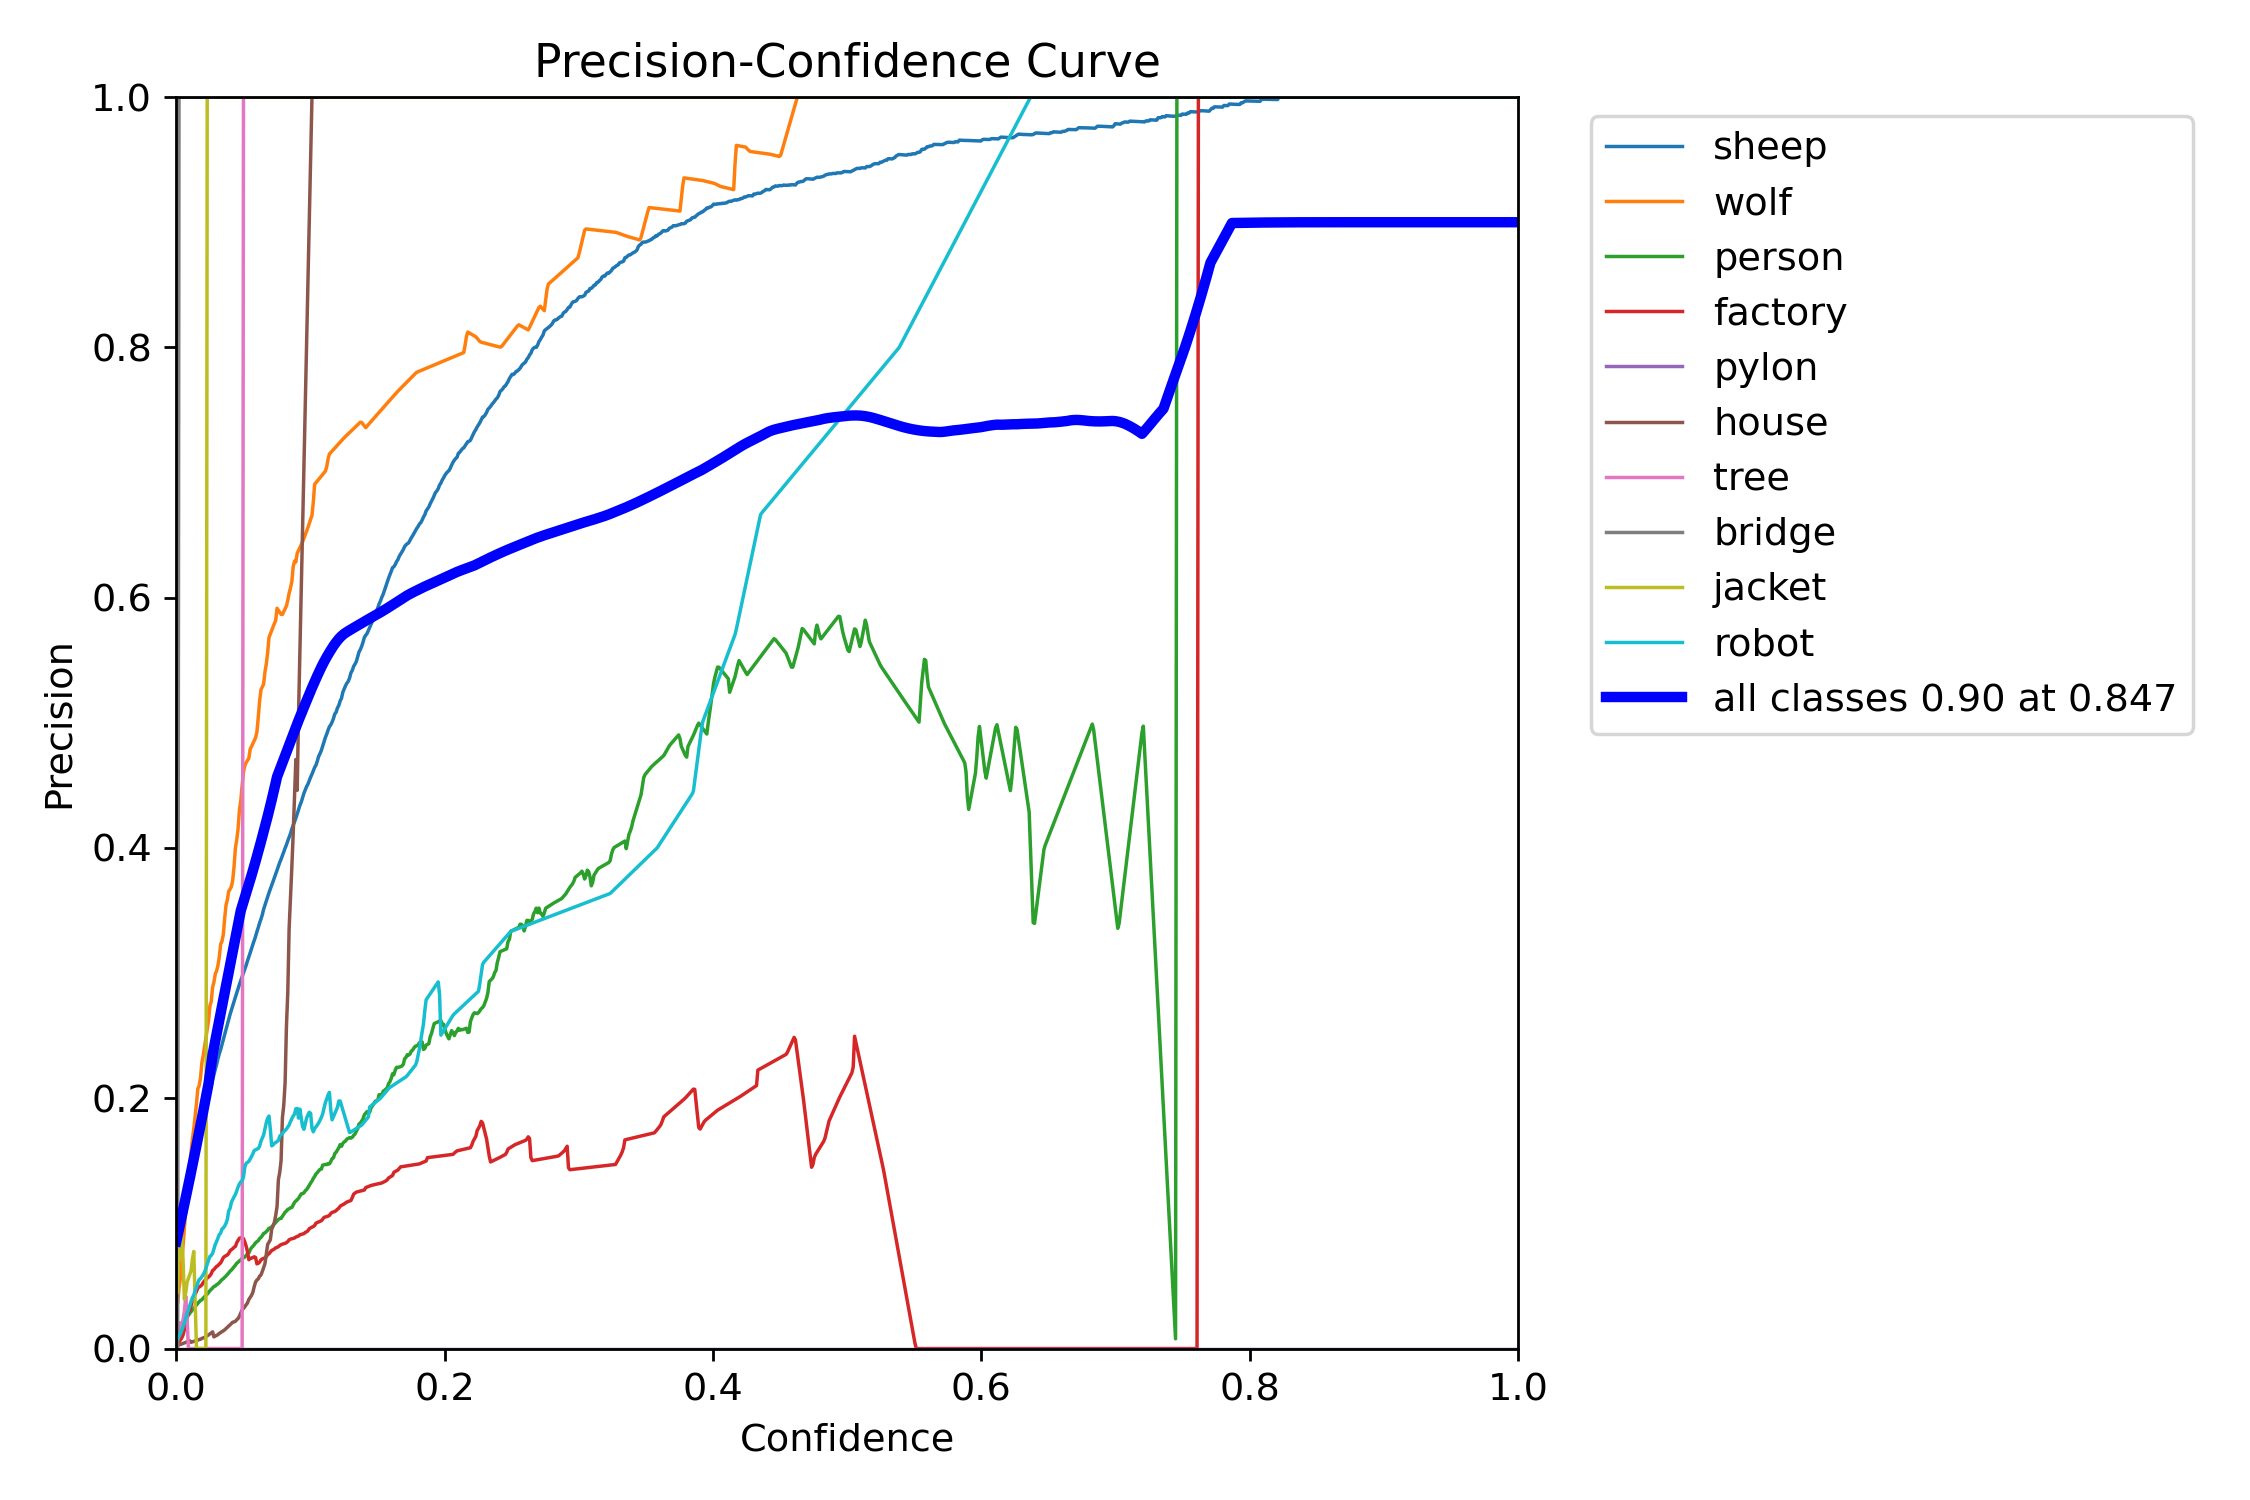 Precision-Confidence Curve
1.0
0.8
0.6
0.4
0.2
0.0
Precision
0.0 0.2 0.4 0.6 0.8 1.0
Confidence
sheep
wolf
person
factory
pylon
house
tree
bridge
jacket
robot
all classes 0.90 at 0.847